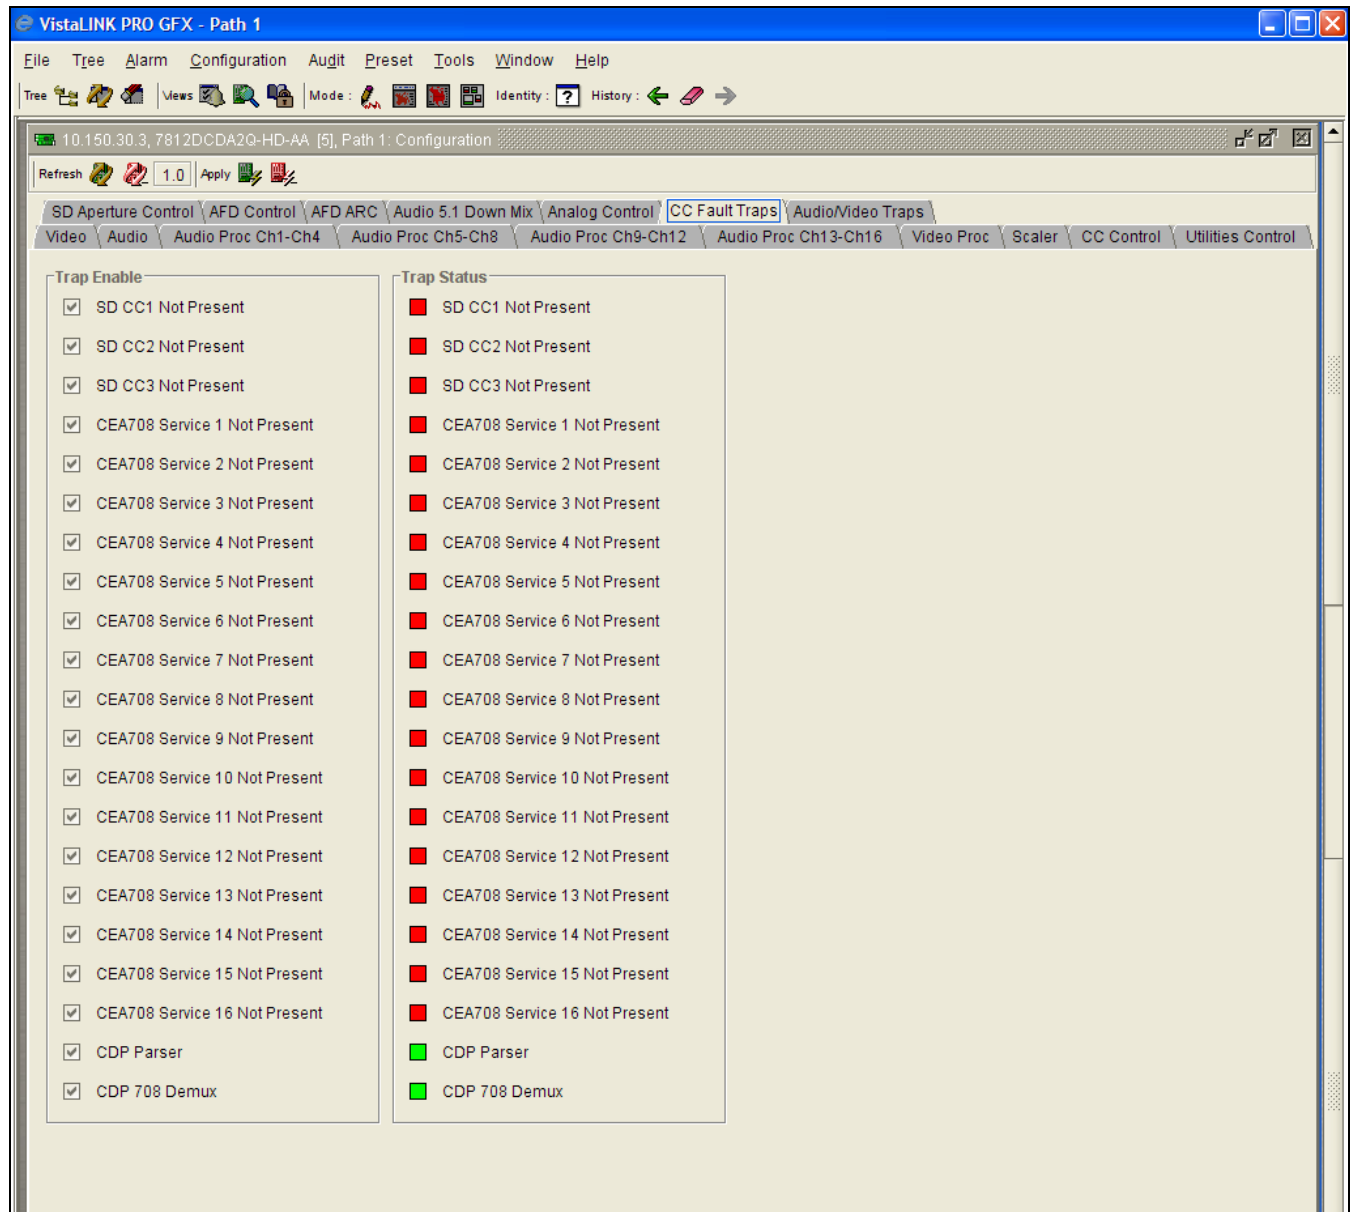 VistaLINK PRO GFX - Path 1
File Tree Alarm Configuration Audit Preset Tools Window Help
Tree Views Mode : Identity : ? History :
10.150.30.3, 7812DCDA2Q-HD-AA [5], Path 1: Configuration
Refresh 1.0 Apply
SD Aperture Control AFD Control AFD ARC Audio 5.1 Down Mix Analog Control CC Fault Traps Audio/Video Traps
Video Audio Audio Proc Ch1-Ch4 Audio Proc Ch5-Ch8 Audio Proc Ch9-Ch12 Audio Proc Ch13-Ch16 Video Proc Scaler CC Control Utilities Control
Trap Enable Trap Status
SD CC1 Not Present SD CC1 Not Present
SD CC2 Not Present SD CC2 Not Present
SD CC3 Not Present SD CC3 Not Present
CEA708 Service 1 Not Present CEA708 Service 1 Not Present
CEA708 Service 2 Not Present CEA708 Service 2 Not Present
CEA708 Service 3 Not Present CEA708 Service 3 Not Present
CEA708 Service 4 Not Present CEA708 Service 4 Not Present
CEA708 Service 5 Not Present CEA708 Service 5 Not Present
CEA708 Service 6 Not Present CEA708 Service 6 Not Present
CEA708 Service 7 Not Present CEA708 Service 7 Not Present
CEA708 Service 8 Not Present CEA708 Service 8 Not Present
CEA708 Service 9 Not Present CEA708 Service 9 Not Present
CEA708 Service 10 Not Present CEA708 Service 10 Not Present
CEA708 Service 11 Not Present CEA708 Service 11 Not Present
CEA708 Service 12 Not Present CEA708 Service 12 Not Present
CEA708 Service 13 Not Present CEA708 Service 13 Not Present
CEA708 Service 14 Not Present CEA708 Service 14 Not Present
CEA708 Service 15 Not Present CEA708 Service 15 Not Present
CEA708 Service 16 Not Present CEA708 Service 16 Not Present
CDP Parser CDP Parser
CDP 708 Demux CDP 708 Demux